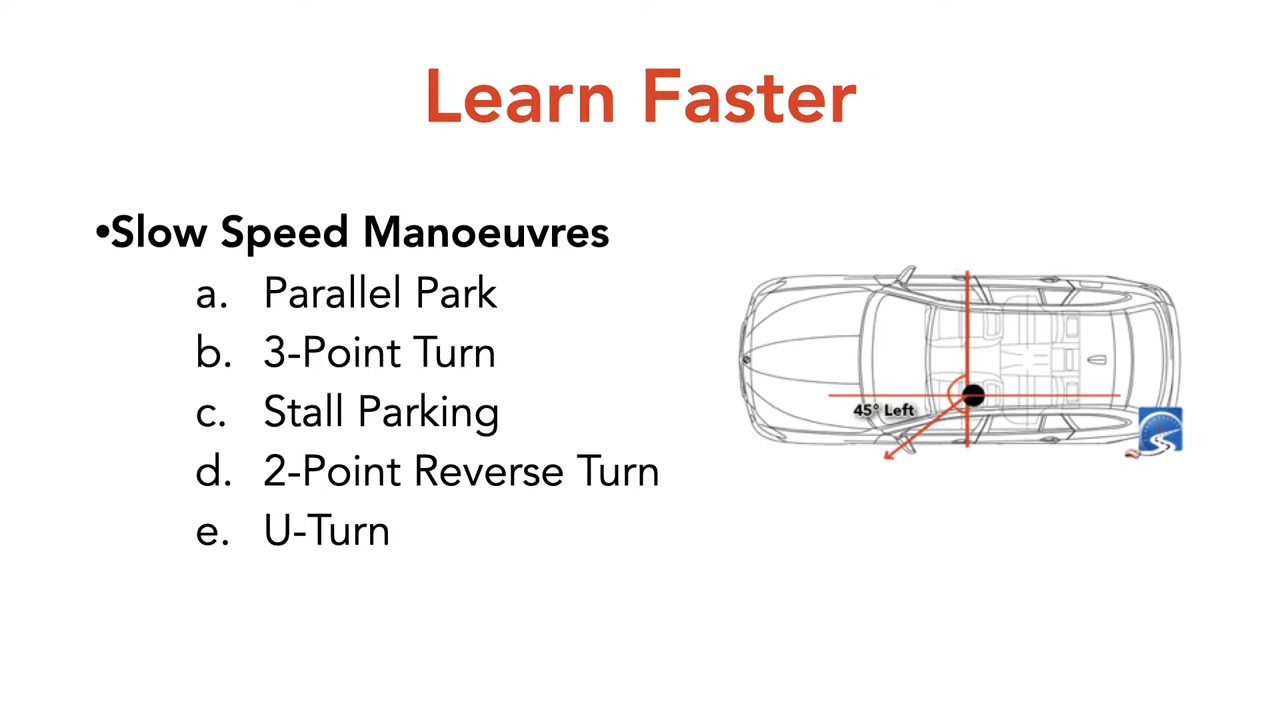 Learn Faster
•Slow Speed Manoeuvres
a. Parallel Park
b. 3-Point Turn
c. Stall Parking
d. 2-Point Reverse Turn
e. U-Turn
45° Left